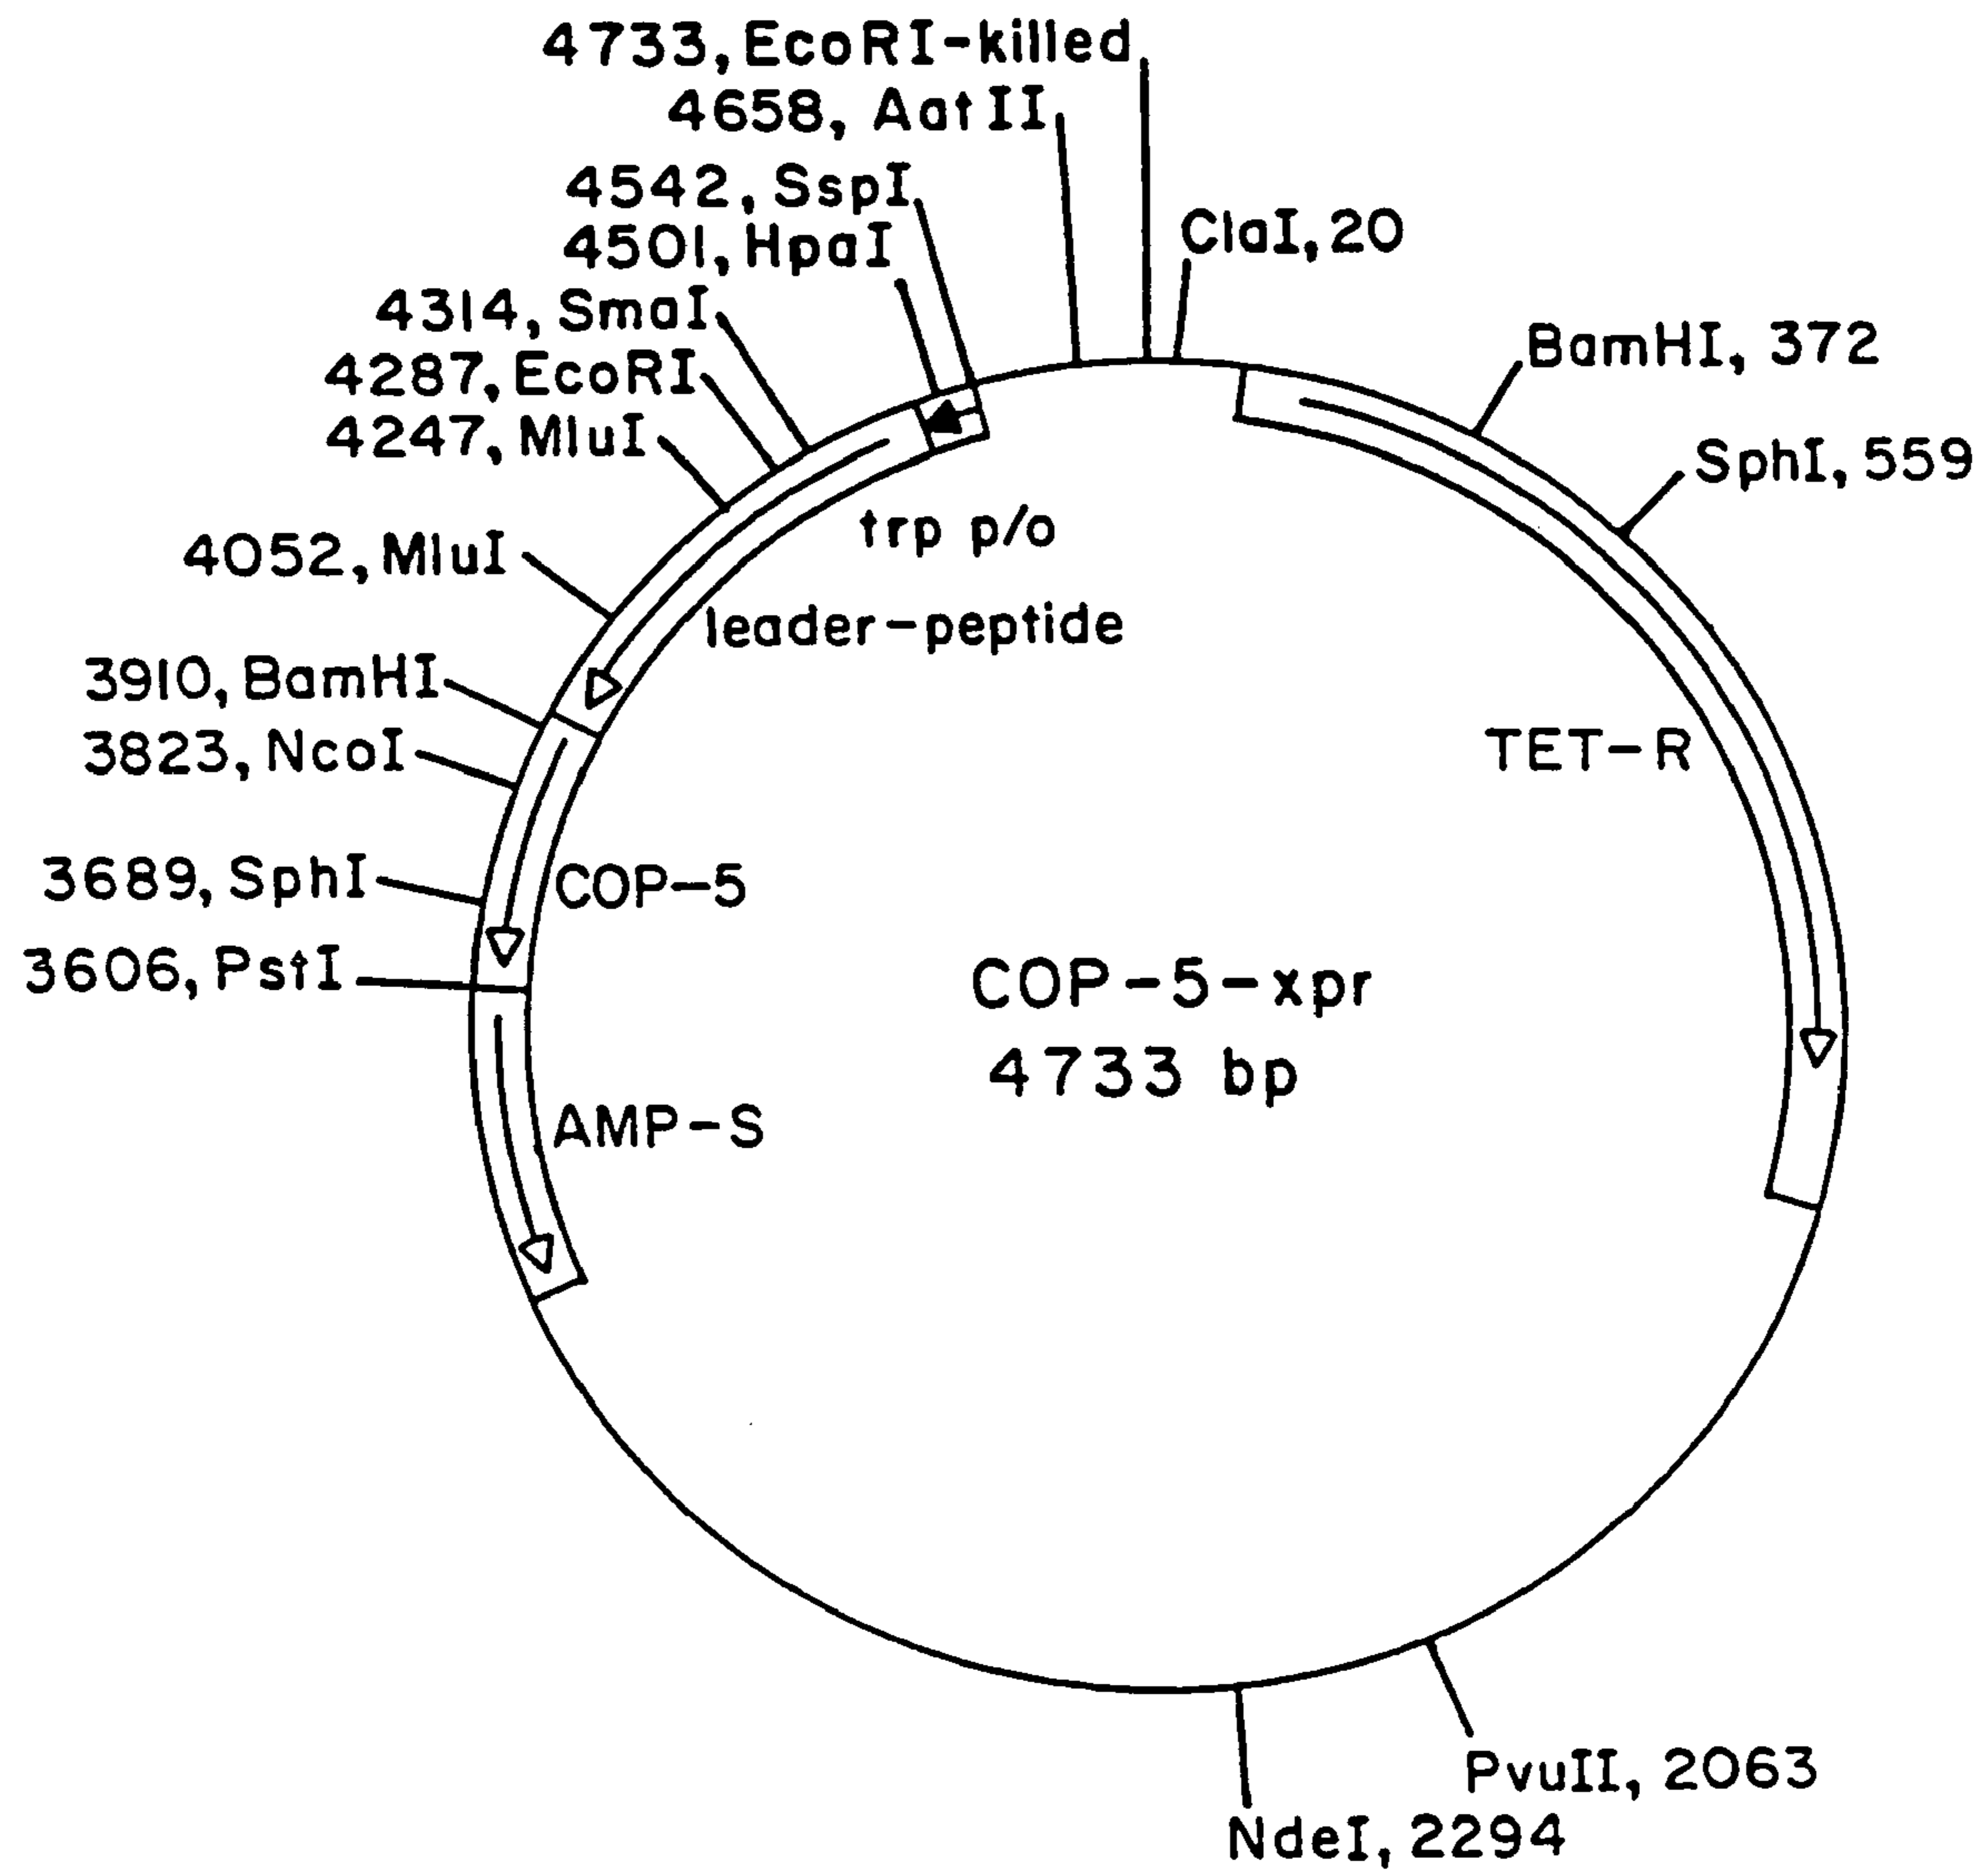 4733, EcoRI-killed
4658, AatII
4542, SspI
4501, HpaI
4314, SmaI
4287, EcoRI
4247, MluI
4052, MluI
3910, BamHI
3823, NcoI
3689, SphI
3606, PstI
ClaI, 20
BamHI, 372
SphI, 559
trp p/o
leader-peptide
TET-R
COP-5
COP-5-xpr
4733 bp
AMP-S
PvuII, 2063
NdeI, 2294